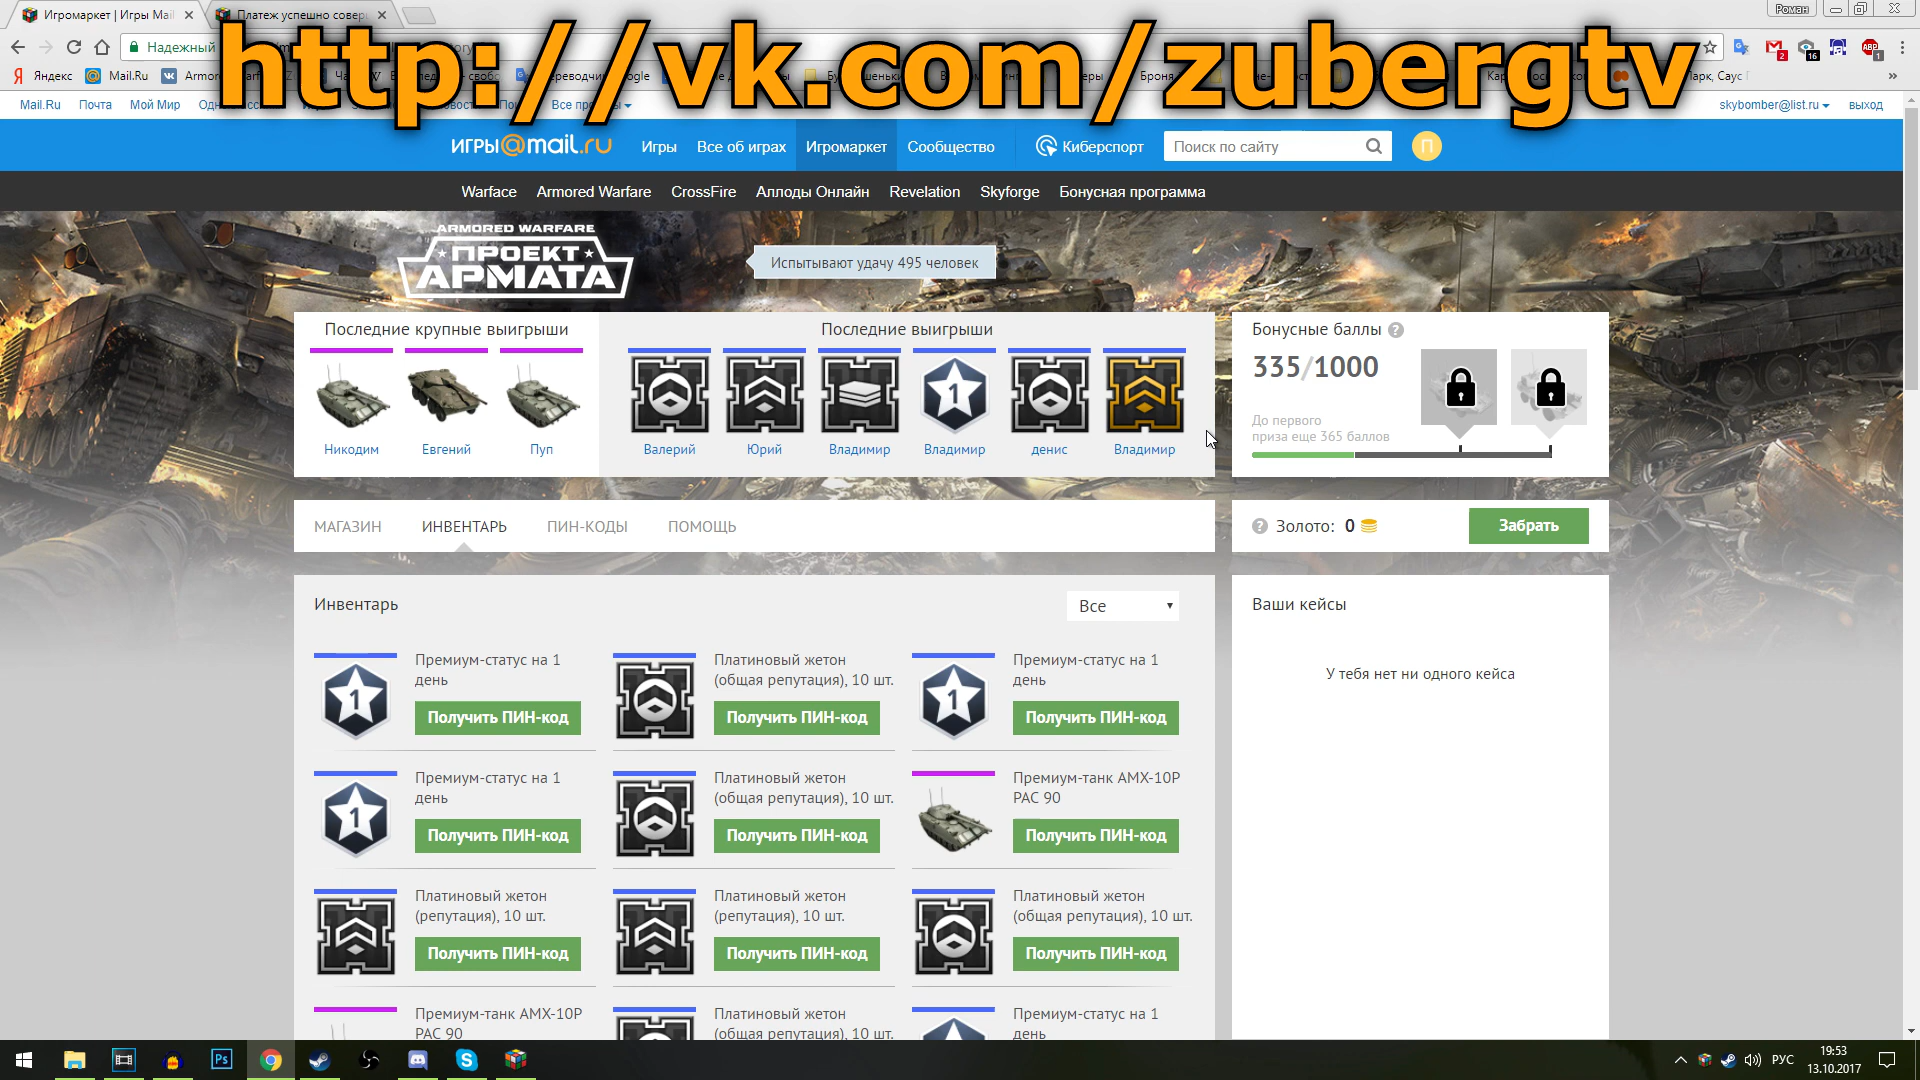 Игромаркет | Игры Mail
Платеж успешно совер
Роман
http://vk.com/zubergtv
Надежный
Яндекс
Mail.Ru
Mail.Ru Почта Мой Мир
Все про
skybomber@list.ru выход
ИГРЫ@mail.ru
Игры Все об играх Игромаркет Сообщество Киберспорт Поиск по сайту
П
Warface Armored Warfare CrossFire Аллоды Онлайн Revelation Skyforge Бонусная программа
ARMORED WARFARE
ПРОЕКТ
АРМАТА
Испытывают удачу 495 человек
Последние крупные выигрыши
Никодим Евгений Пуп
Последние выигрыши
1
Валерий Юрий Владимир Владимир денис Владимир
Бонусные баллы ?
335/1000
До первого
приза еще 365 баллов
МАГАЗИН ИНВЕНТАРЬ ПИН-КОДЫ ПОМОЩЬ
? Золото: 0
Забрать
Инвентарь
Все
Ваши кейсы
У тебя нет ни одного кейса
1
Премиум-статус на 1
день
Получить ПИН-код
Платиновый жетон
(общая репутация), 10 шт.
Получить ПИН-код
1
Премиум-статус на 1
день
Получить ПИН-код
1
Премиум-статус на 1
день
Получить ПИН-код
Платиновый жетон
(общая репутация), 10 шт.
Получить ПИН-код
Премиум-танк AMX-10P
PAC 90
Получить ПИН-код
Платиновый жетон
(репутация), 10 шт.
Получить ПИН-код
Платиновый жетон
(репутация), 10 шт.
Получить ПИН-код
Платиновый жетон
(общая репутация), 10 шт.
Получить ПИН-код
Премиум-танк AMX-10P
PAC 90
Платиновый жетон
(общая репутация), 10 шт.
Премиум-статус на 1
день
Ps
РУС
19:53
13.10.2017